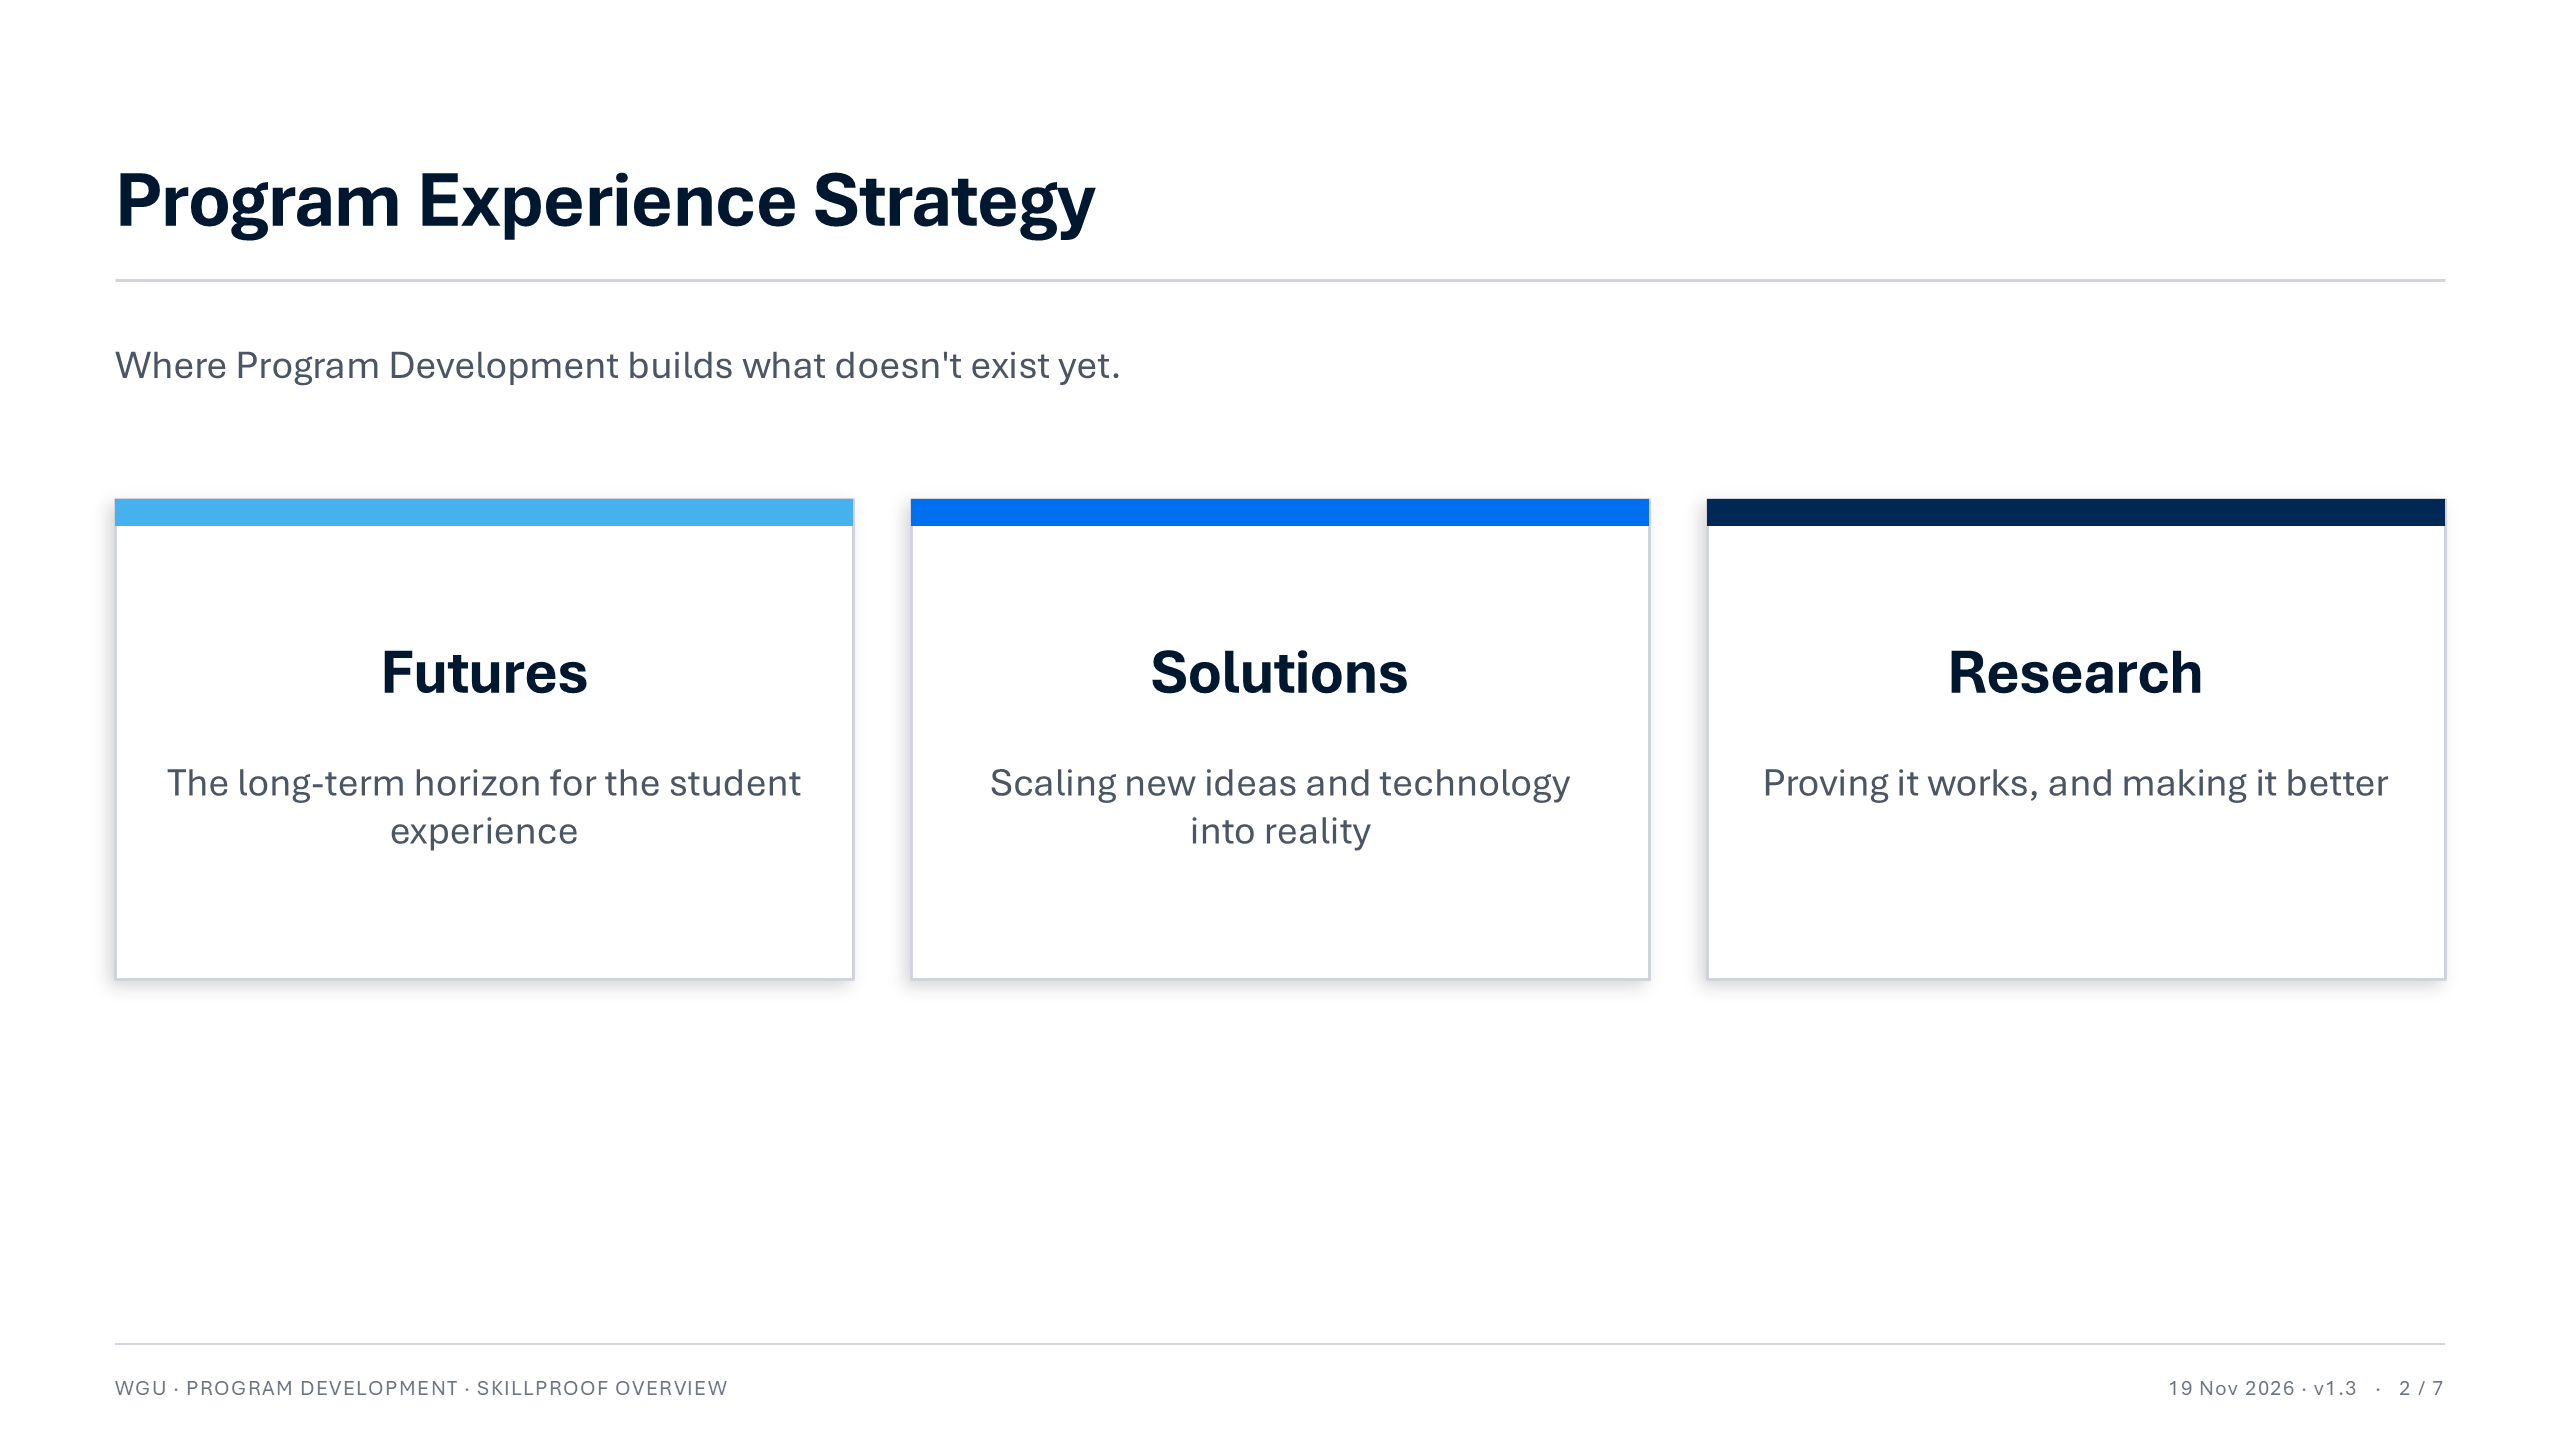 Program Experience Strategy
Where Program Development builds what doesn't exist yet.
Futures
The long-term horizon for the student
experience
Solutions
Scaling new ideas and technology
into reality
Research
Proving it works, and making it better
WGU · PROGRAM DEVELOPMENT · SKILLPROOF OVERVIEW
19 Nov 2026 · v1.3 · 2 / 7